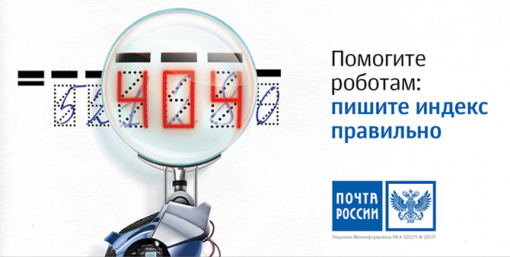 Помогите
роботам:
пишите индекс
правильно
404
ПОЧТА
РОССИИ